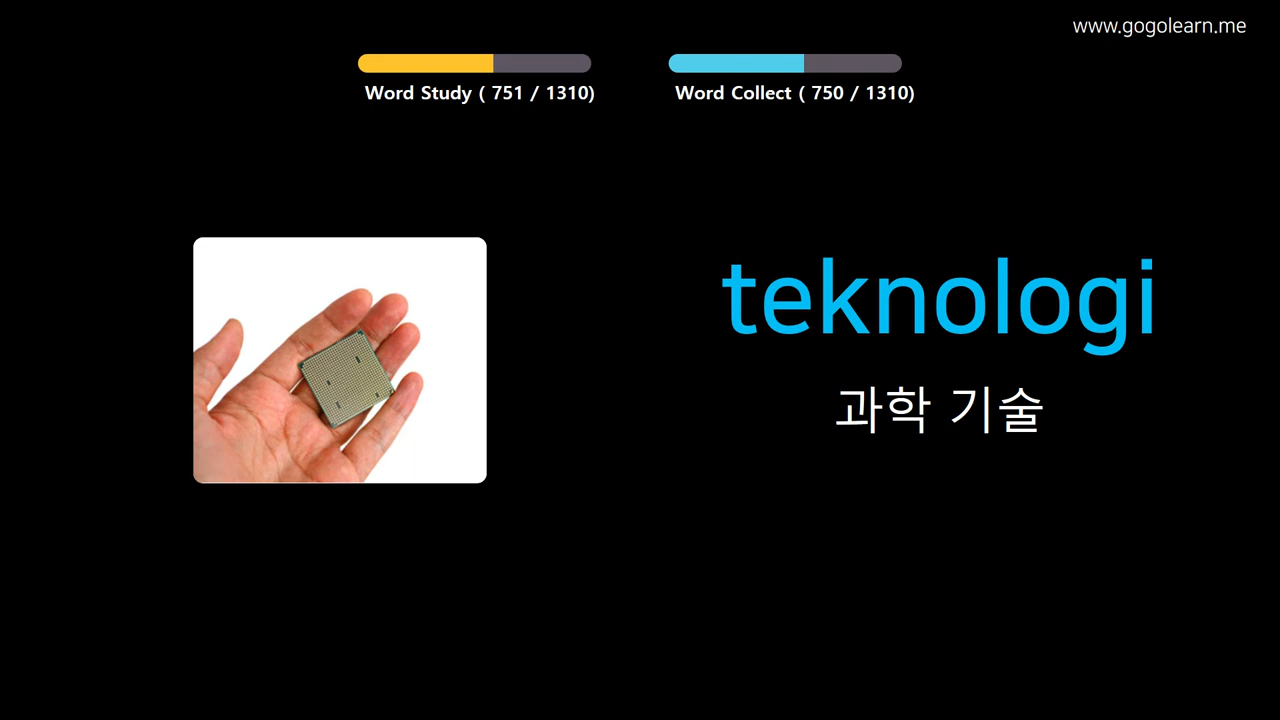 www.gogolearn.me
Word Study ( 751 / 1310)
Word Collect ( 750 / 1310)
teknologi
과학 기술